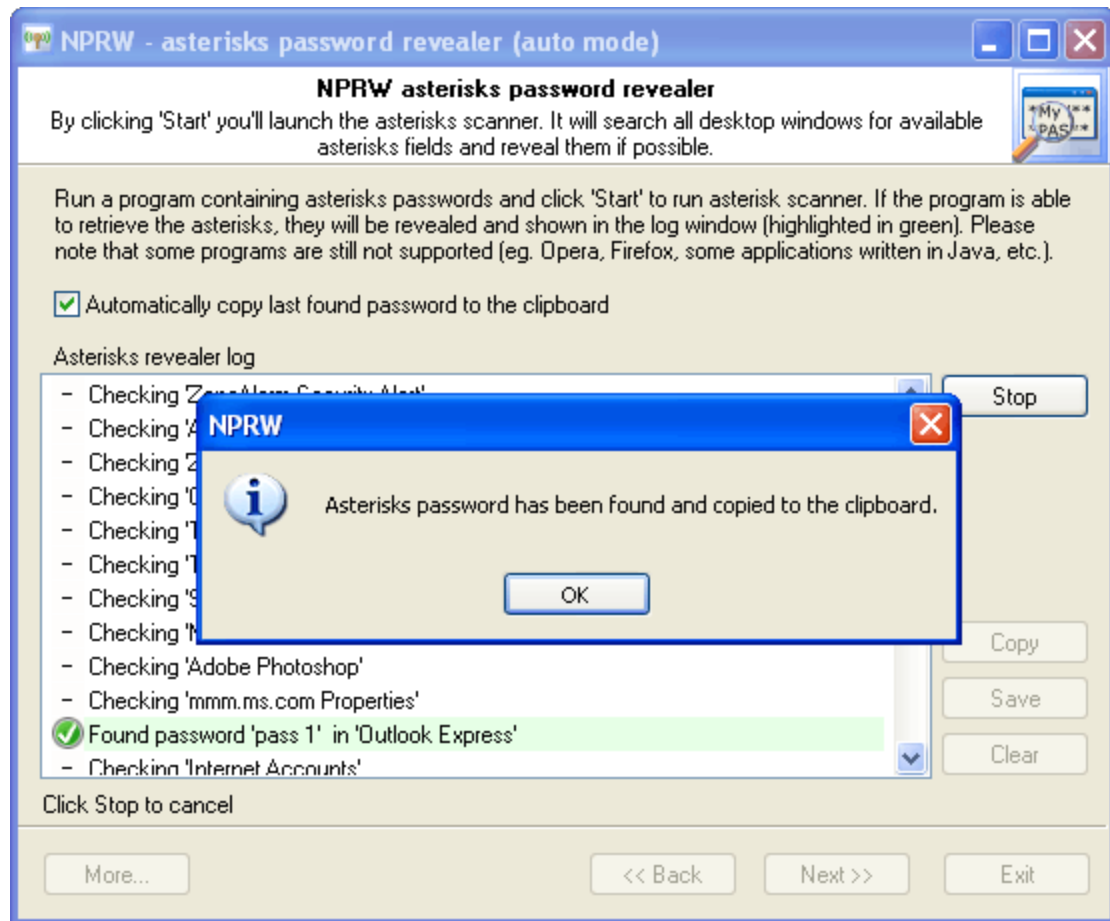 NPRW - asterisks password revealer (auto mode)
NPRW asterisks password revealer
By clicking 'Start' you'll launch the asterisks scanner. It will search all desktop windows for available
asterisks fields and reveal them if possible.
*My **
*PAS*
Run a program containing asterisks passwords and click 'Start' to run asterisk scanner. If the program is able
to retrieve the asterisks, they will be revealed and shown in the log window (highlighted in green). Please
note that some programs are still not supported (eg. Opera, Firefox, some applications written in Java, etc.).
Automatically copy last found password to the clipboard
Asterisks revealer log
- Checking 'ZoneAlarm Security Alert'
Stop
- Checking
- Checking
- Checking
- Checking
- Checking
- Checking
- Checking
NPRW
Asterisks password has been found and copied to the clipboard.
OK
Copy
- Checking 'Adobe Photoshop'
- Checking 'mmm.ms.com Properties'
Save
Found password 'pass 1' in 'Outlook Express'
- Checking 'Internet Accounts'
Clear
Click Stop to cancel
More...
<< Back
Next >>
Exit